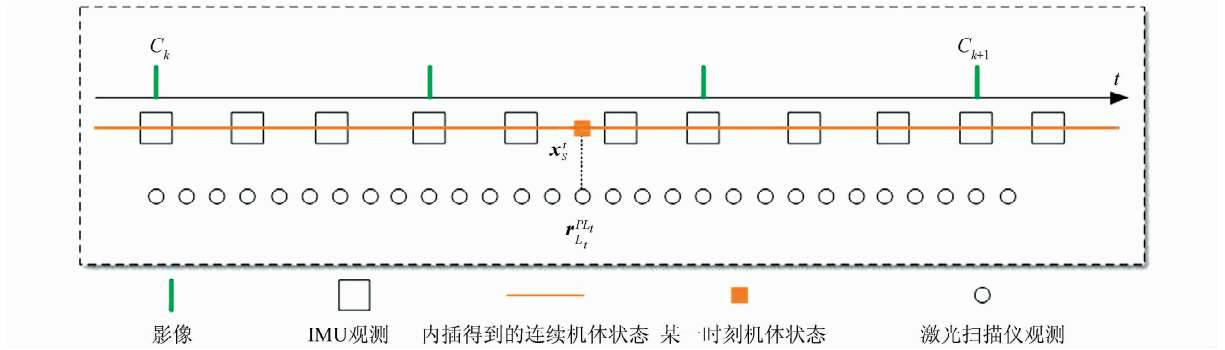 C_k C_{k+1}
t
x_S^t
r_{L_t}^{PL_t}
影像 IMU观测 内插得到的连续机体状态 某一时刻机体状态 激光扫描仪观测